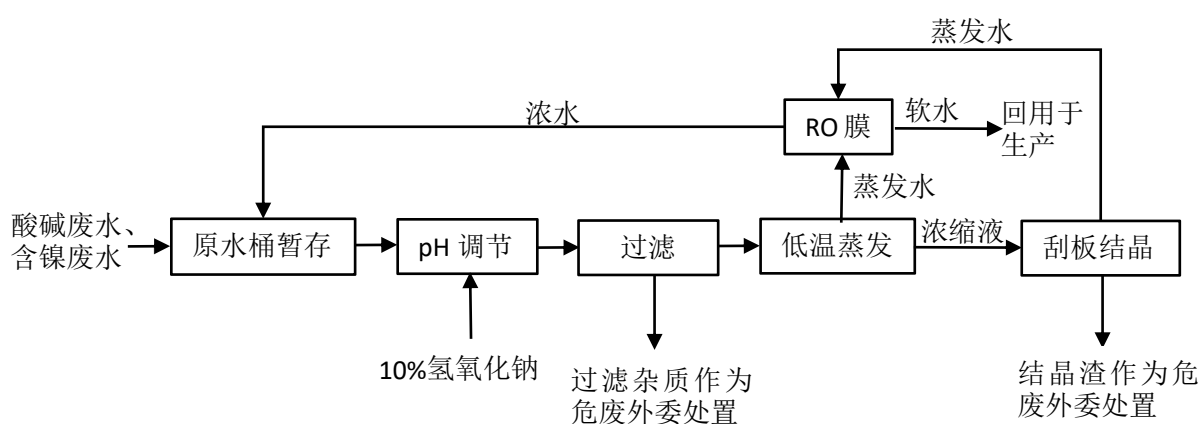 蒸发水
浓水
RO 膜
软水
回用于
生产
蒸发水
酸碱废水、
含镍废水
原水桶暂存
pH 调节
过滤
低温蒸发
浓缩液
刮板结晶
10%氢氧化钠
过滤杂质作为
危废外委处置
结晶渣作为危
废外委处置